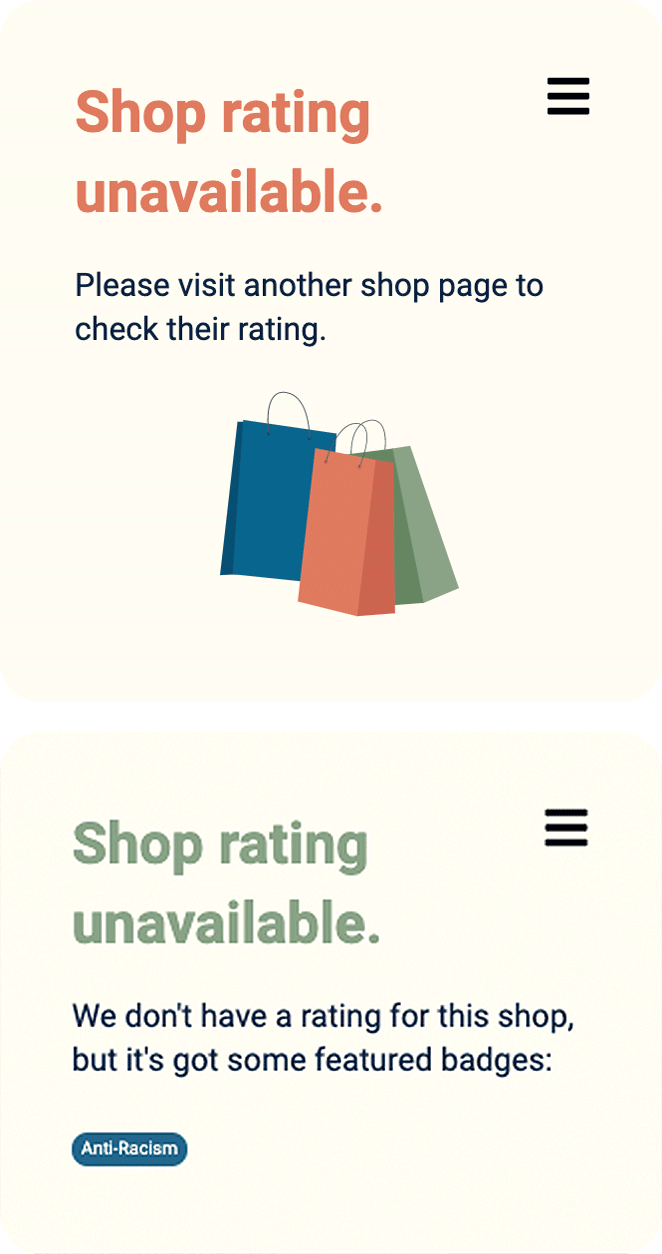 Shop rating
unavailable.
Please visit another shop page to
check their rating.
Shop rating
unavailable.
We don't have a rating for this shop,
but it's got some featured badges:
Anti-Racism